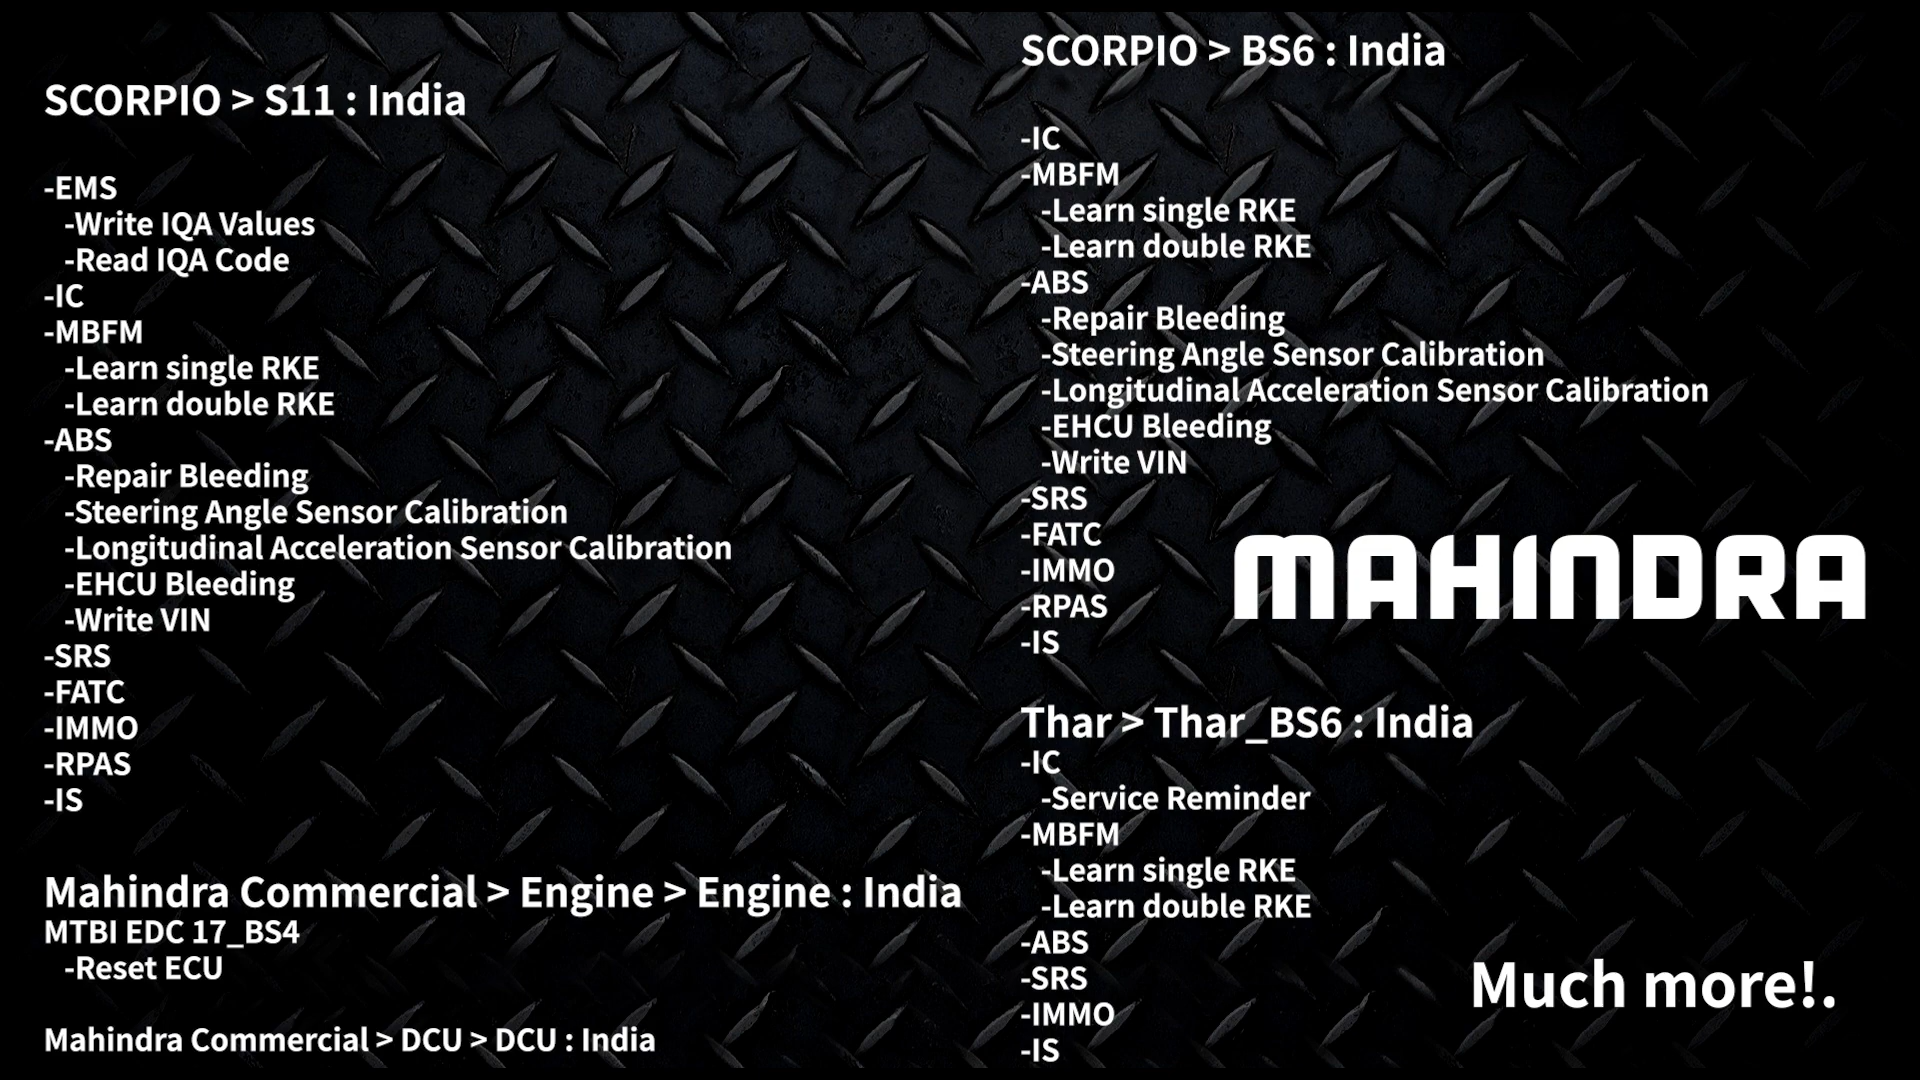 SCORPIO > S11 : India
-EMS
-Write IQA Values
-Read IQA Code
-IC
-MBFM
-Learn single RKE
-Learn double RKE
-ABS
-Repair Bleeding
-Steering Angle Sensor Calibration
-Longitudinal Acceleration Sensor Calibration
-EHCU Bleeding
-Write VIN
-SRS
-FATC
-IMMO
-RPAS
-IS
Mahindra Commercial > Engine > Engine : India
MTBI EDC 17_BS4
-Reset ECU
Mahindra Commercial > DCU > DCU : India
SCORPIO > BS6 : India
-IC
-MBFM
-Learn single RKE
-Learn double RKE
-ABS
-Repair Bleeding
-Steering Angle Sensor Calibration
-Longitudinal Acceleration Sensor Calibration
-EHCU Bleeding
-Write VIN
-SRS
-FATC
-IMMO
-RPAS
-IS
MAHINDRA
Thar > Thar_BS6 : India
-IC
-Service Reminder
-MBFM
-Learn single RKE
-Learn double RKE
-ABS
-SRS
-IMMO
-IS
Much more!.